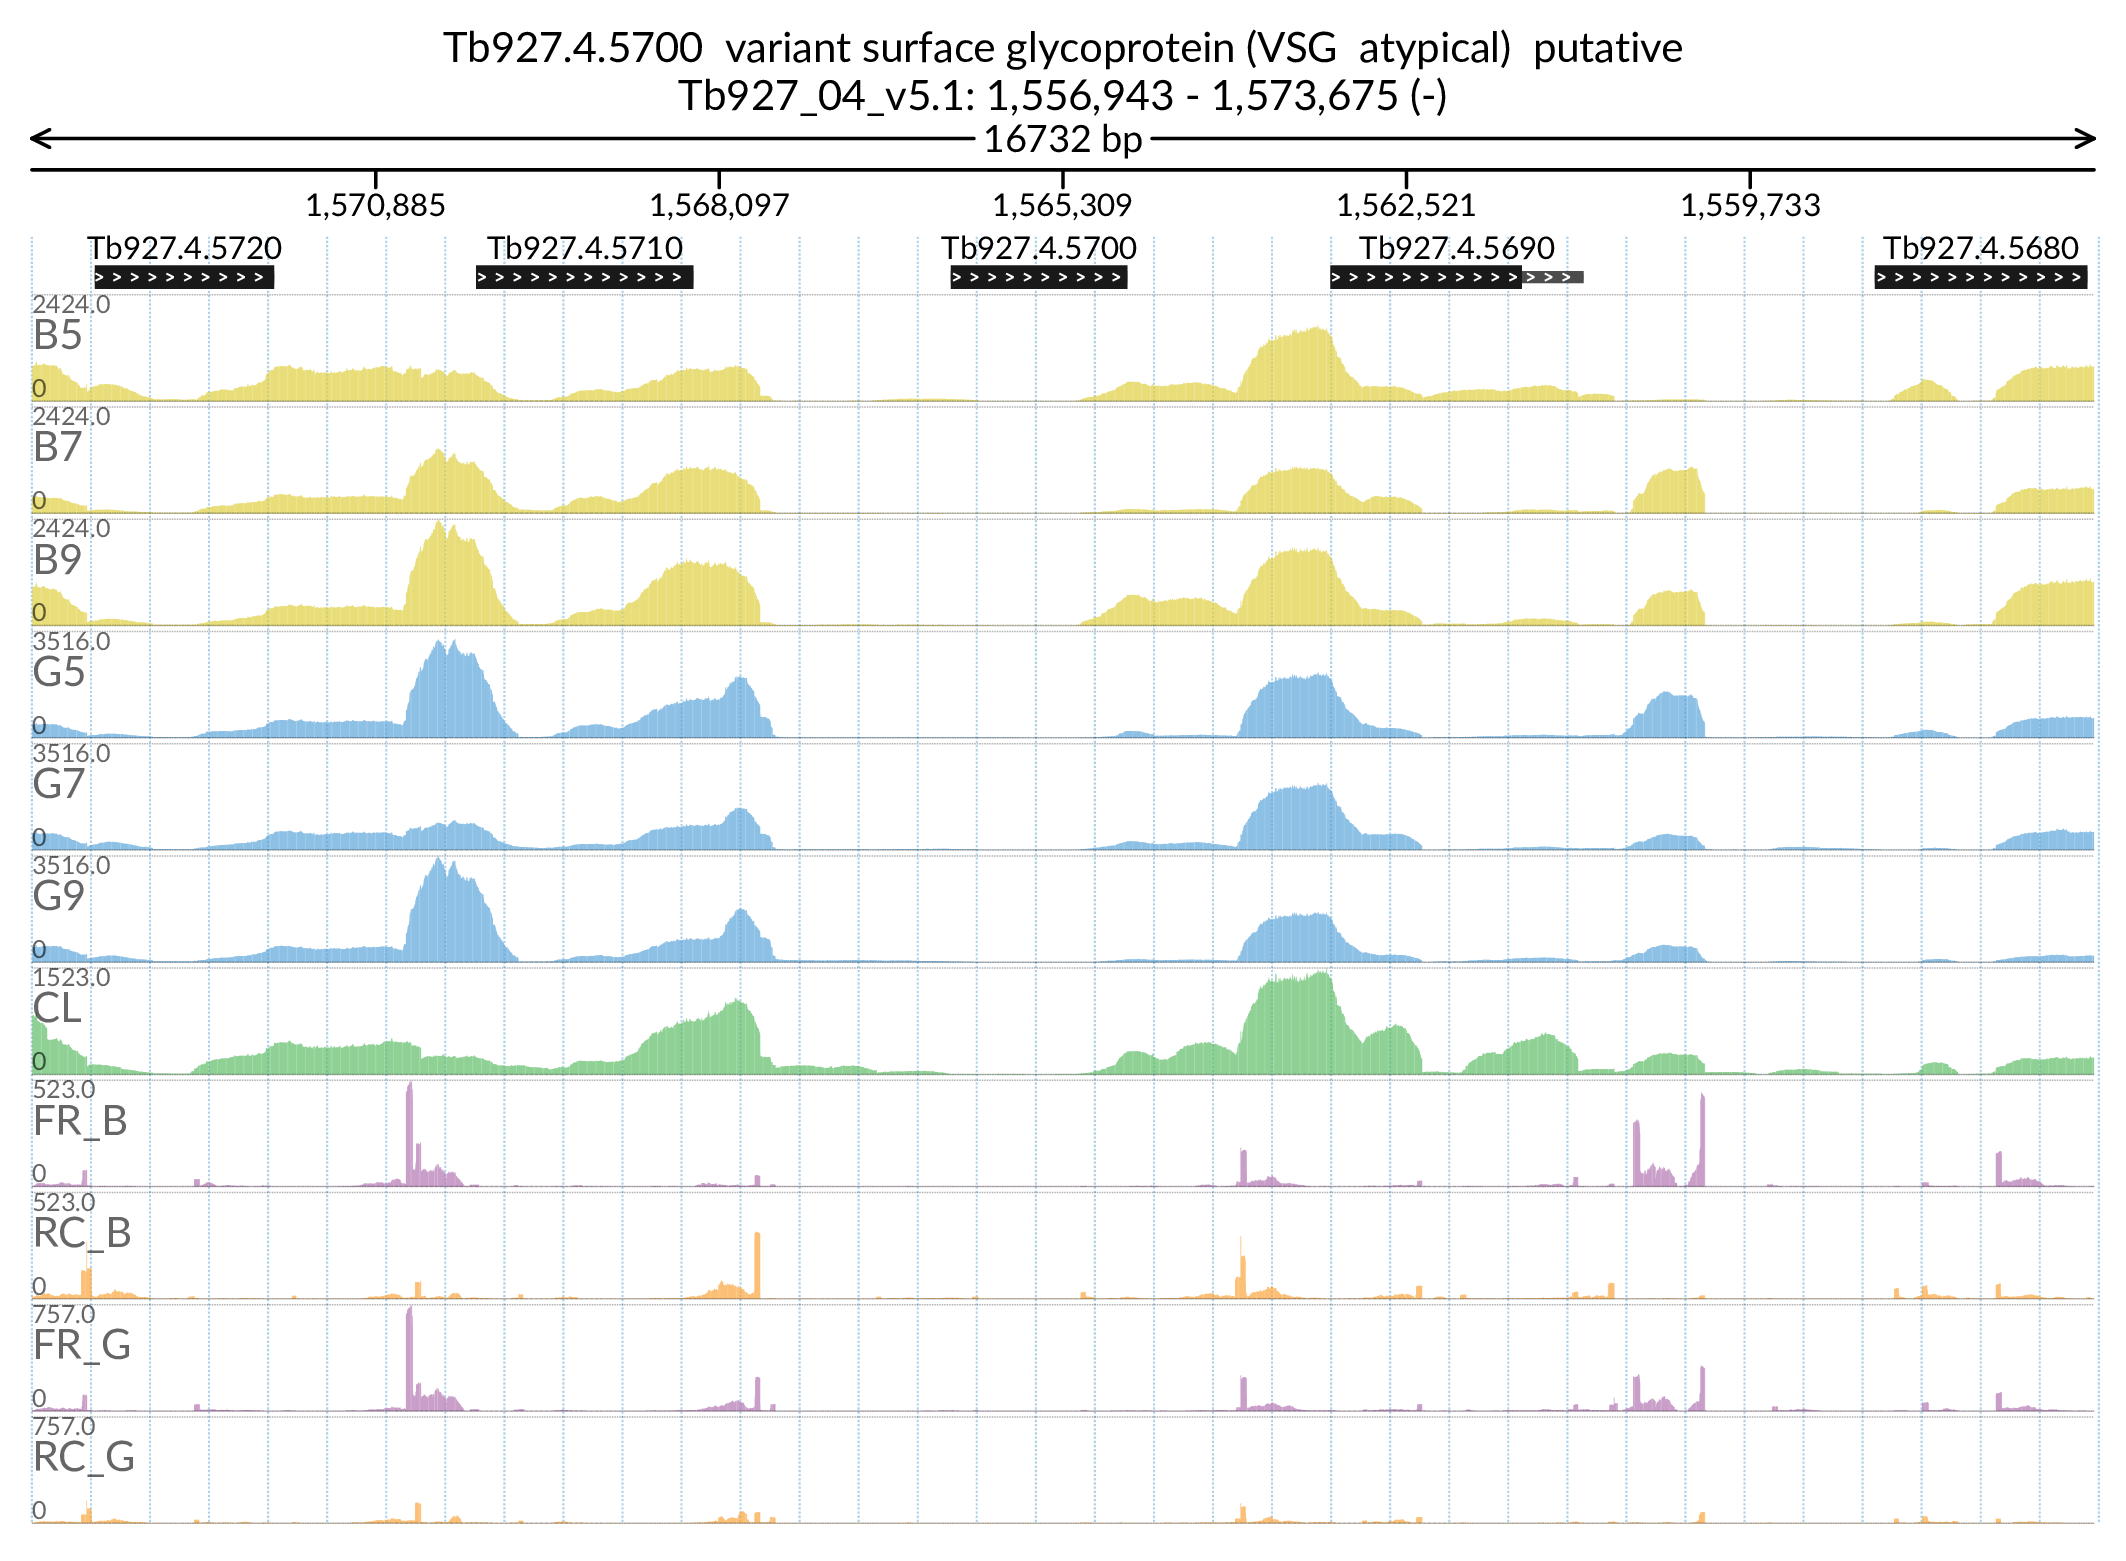 Tb927.4.5700  variant surface glycoprotein (VSG  atypical)  putative
Tb927_04_v5.1: 1,556,943 - 1,573,675 (-)
16732 bp
1,570,885 1,568,097 1,565,309 1,562,521 1,559,733
Tb927.4.5720 Tb927.4.5710 Tb927.4.5700 Tb927.4.5690 Tb927.4.5680
2424.0
B5
0
2424.0
B7
0
2424.0
B9
0
3516.0
G5
0
3516.0
G7
0
3516.0
G9
0
1523.0
CL
0
523.0
FR_B
0
523.0
RC_B
0
757.0
FR_G
0
757.0
RC_G
0